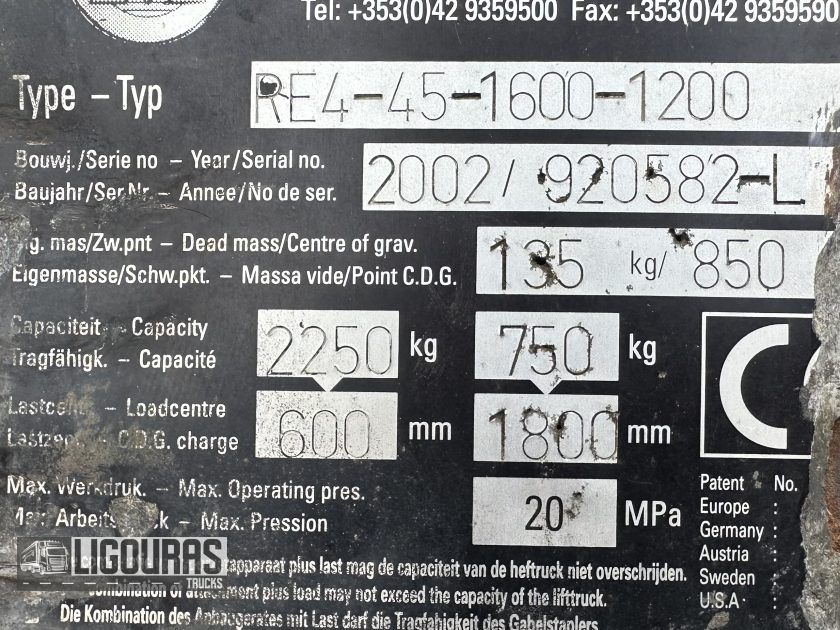 Tel: +353(0)42 9359500 Fax: +353(0)42 9359590
Type – Typ RE4-45-1600-1200
Bouwj./Serie no – Year/Serial no. 2002/ 920582-L
Baujahr/Ser.Nr. – Annee/No de ser.
mas/Zw.pnt – Dead mass/Centre of grav. 135 kg/ 850
Eigenmasse/Schw.pkt. – Massa vide/Point C.D.G.
Capaciteit – Capacity 2250 kg 750 kg
Tragfähigk. – Capacité
– Loadcentre 600 mm 1800 mm
– C.D.G. charge
Max. Werkdruk. – Max. Operating pres. 20 MPa
– Max. Pression
Patent No.
Europe :
Germany :
Austria :
Sweden :
U.S.A. :
LIGOURAS
TRUCKS
plus last mag de capaciteit van de heftruck niet overschrijden.
plus load may not exceed the capacity of the lifttruck.
Die Kombination des Anbaugerates mit Last darf die Tragfahigkeit des Gabelstaplers